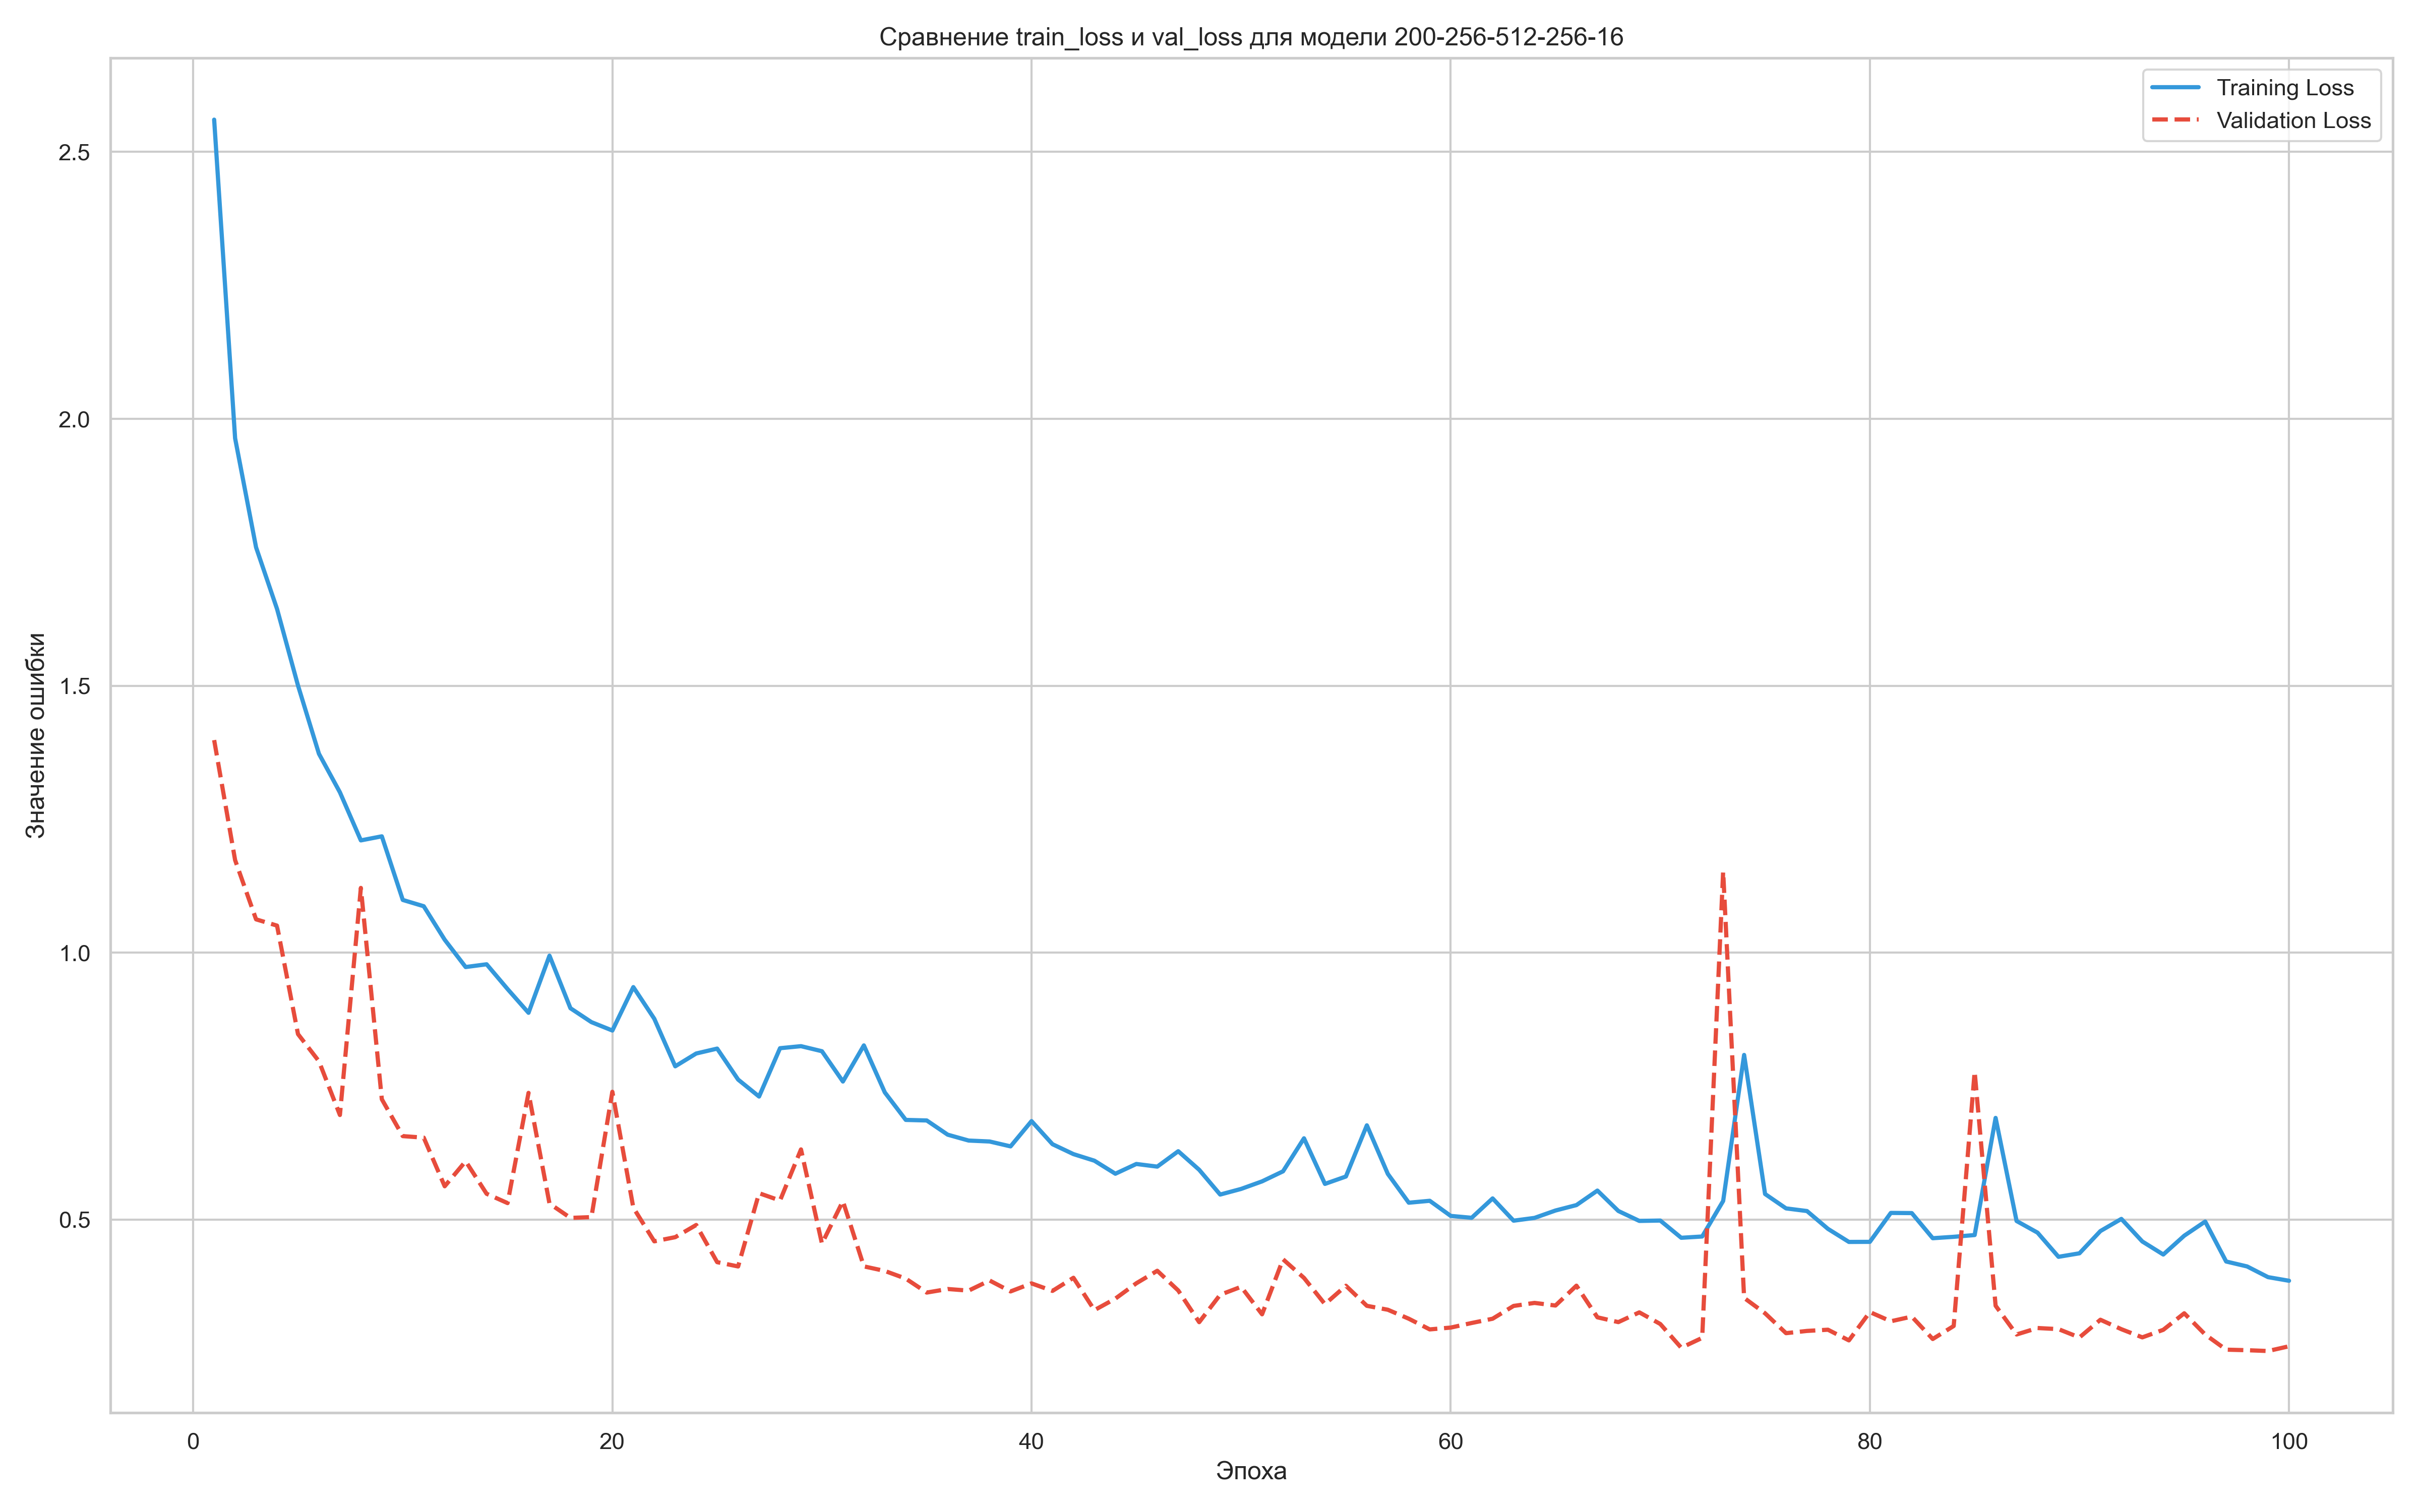 Сравнение train_loss и val_loss для модели 200-256-512-256-16
Training Loss
Validation Loss
2.5
2.0
1.5
1.0
0.5
Значение ошибки
0 20 40 60 80 100
Эпоха